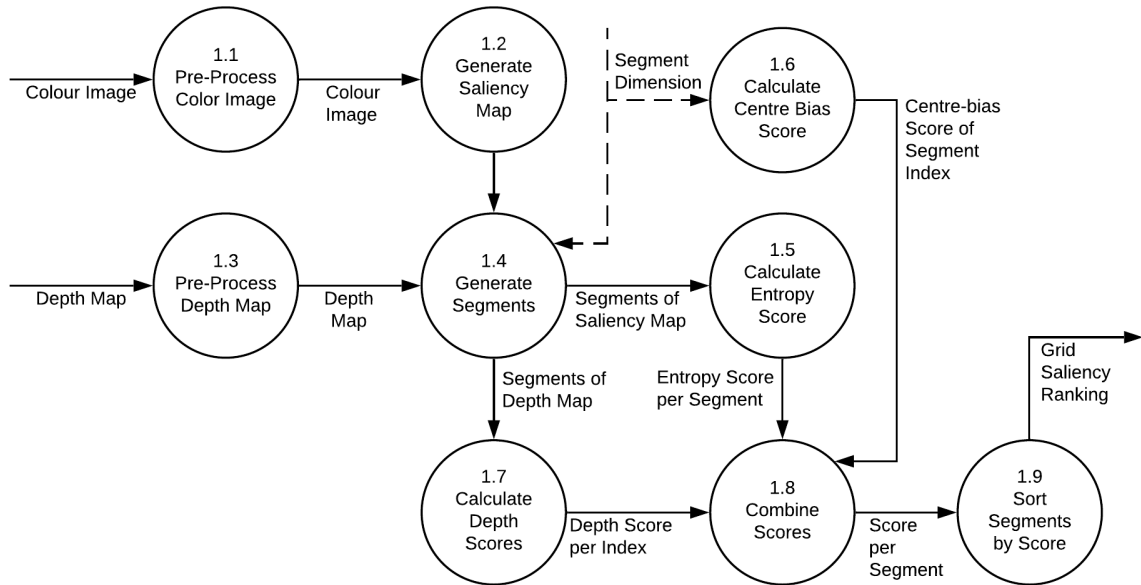 1.1
Pre-Process
Color Image
1.2
Generate
Saliency
Map
Segment
Dimension
1.6
Calculate
Centre Bias
Score
Colour Image
Colour
Image
Centre-bias
Score of
Segment
Index
1.3
Pre-Process
Depth Map
1.4
Generate
Segments
1.5
Calculate
Entropy
Score
Depth Map
Depth
Map
Segments of
Saliency Map
Segments of
Depth Map
Entropy Score
per Segment
Grid
Saliency
Ranking
1.7
Calculate
Depth
Scores
1.8
Combine
Scores
1.9
Sort
Segments
by Score
Depth Score
per Index
Score
per
Segment